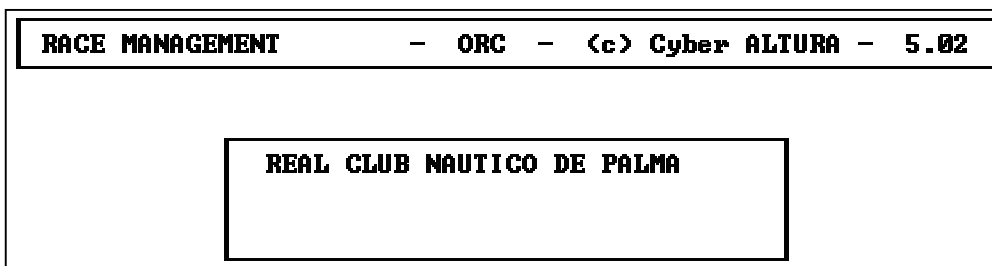 RACE MANAGEMENT - ORC - (c) Cyber ALTURA - 5.02
REAL CLUB NAUTICO DE PALMA